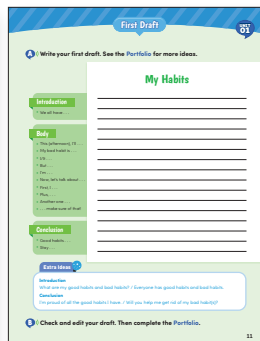 First Draft
UNIT
01
A Write your first draft. See the Portfolio for more ideas.
My Habits
Introduction
• We all have . . .
Body
• This (afternoon), I'll . . .
• My bad habit is . . .
• I'm . . .
• Now, let's talk about . . .
• First, I . . .
• Plus, . . .
• Another one . . .
• . . . make sure of that!
Conclusion
• Good habits . . .
• Stay . . .
Extra Ideas
Introduction
What are my good habits and bad habits? / Everyone has good habits and bad habits.
Conclusion
I'm proud of all the good habits I have. / Will you help me get rid of my bad habit(s)?
B Check and edit your draft. Then complete the Portfolio.
11